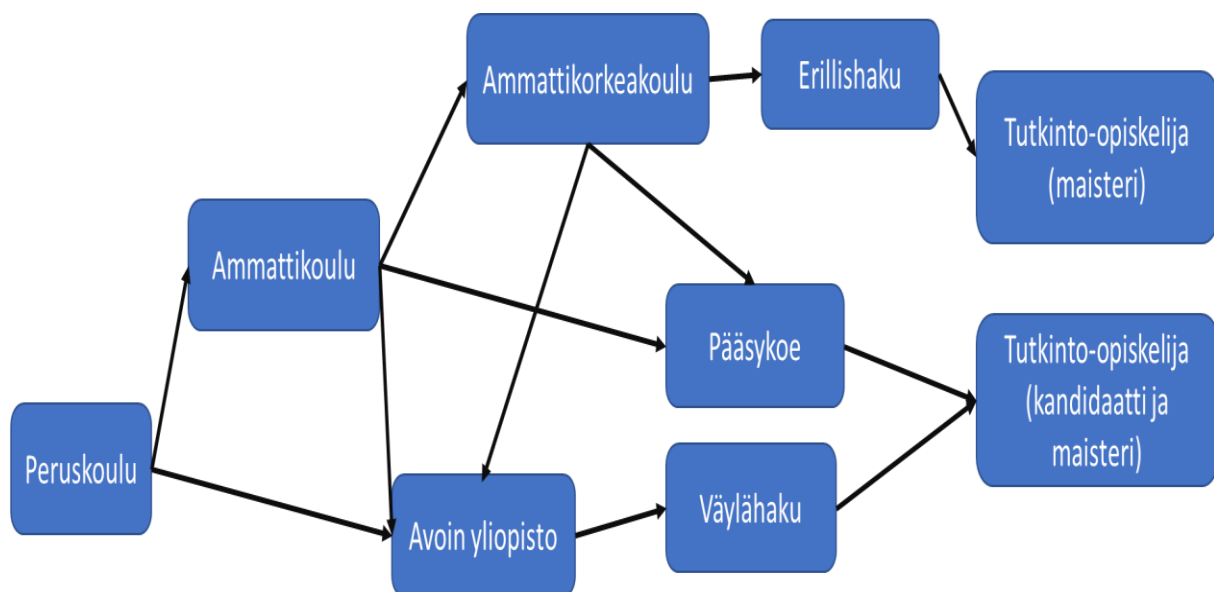 Ammattikorkeakoulu
Erillishaku
Tutkinto-opiskelija
(maisteri)
Ammattikoulu
Pääsykoe
Tutkinto-opiskelija
(kandidaatti ja
maisteri)
Peruskoulu
Avoin yliopisto
Väylähaku